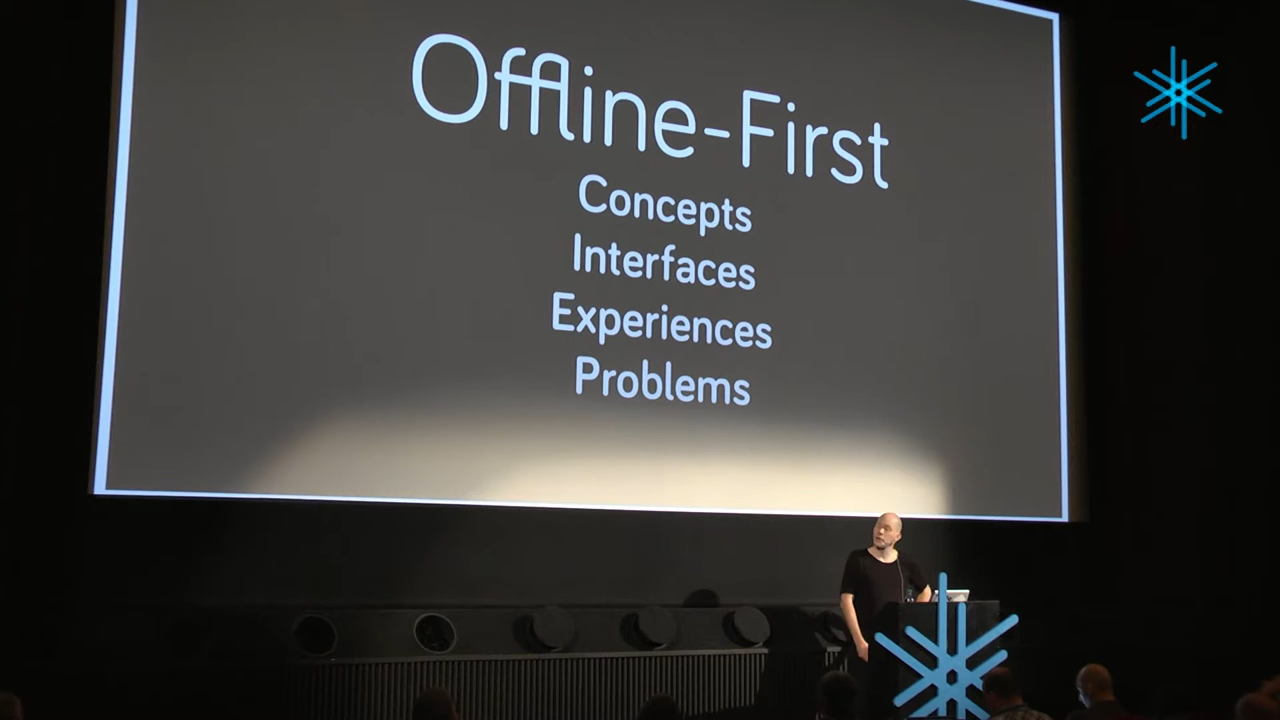 Offline-First
Concepts
Interfaces
Experiences
Problems